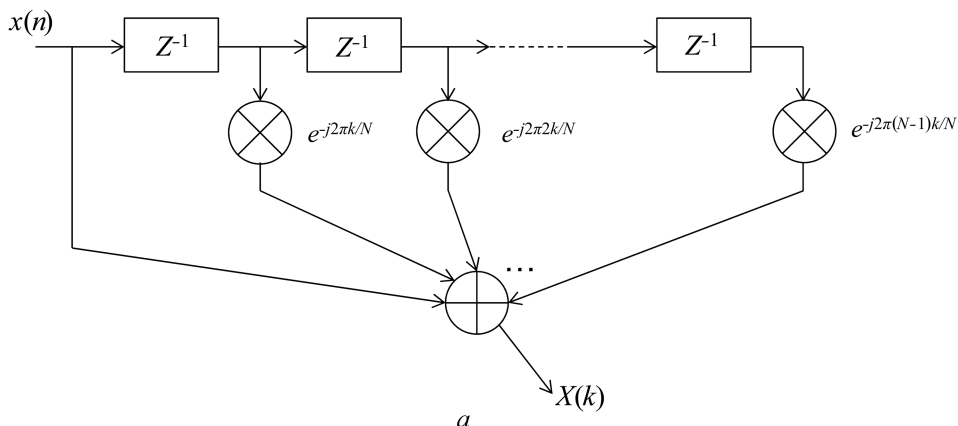 x(n)
Z⁻¹
Z⁻¹
Z⁻¹
e⁻ʲ²πk/N
e⁻ʲ²π²k/N
e⁻ʲ²π(N–1)k/N
...
X(k)
a